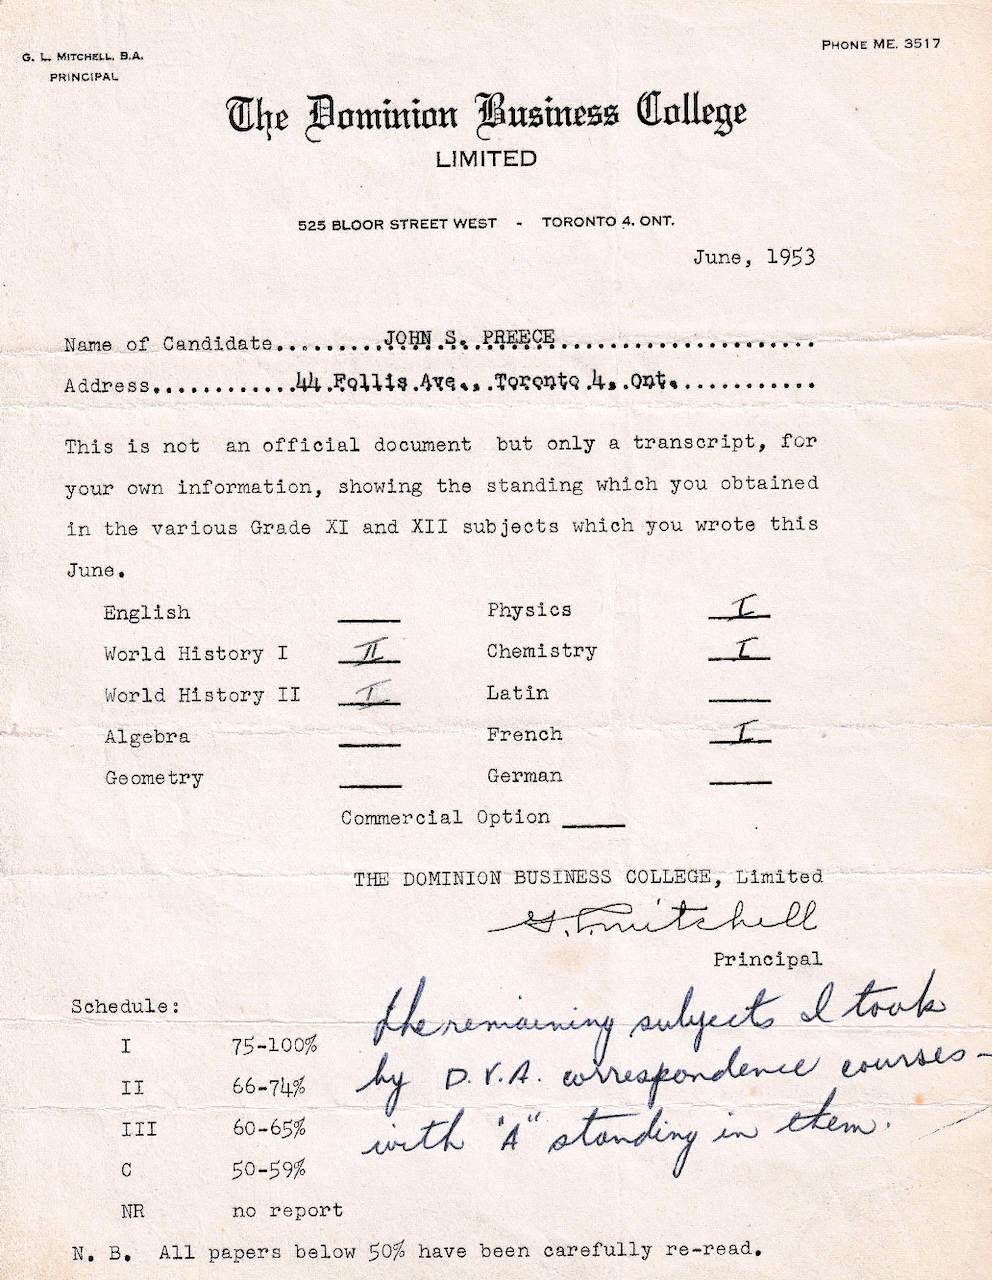 G. L. MITCHELL, B.A.
PRINCIPAL
PHONE ME. 3517
The Dominion Business College
LIMITED
525 BLOOR STREET WEST - TORONTO 4, ONT.
June, 1953
Name of Candidate.........JOHN S. PREECE.......................
Address............44 Follis Ave., Toronto 4, Ont.............
This is not an official document but only a transcript, for
your own information, showing the standing which you obtained
in the various Grade XI and XII subjects which you wrote this
June.
English ____ Physics I
World History I II Chemistry I
World History II I Latin ____
Algebra ____ French I
Geometry ____ German ____
Commercial Option ____
THE DOMINION BUSINESS COLLEGE, Limited
G. L. Mitchell
Principal
Schedule:
I 75-100%
II 66-74%
III 60-65%
C 50-59%
NR no report
the remaining subjects I took
by D.V.A. correspondence courses-
with "A" standing in them.
N. B. All papers below 50% have been carefully re-read.